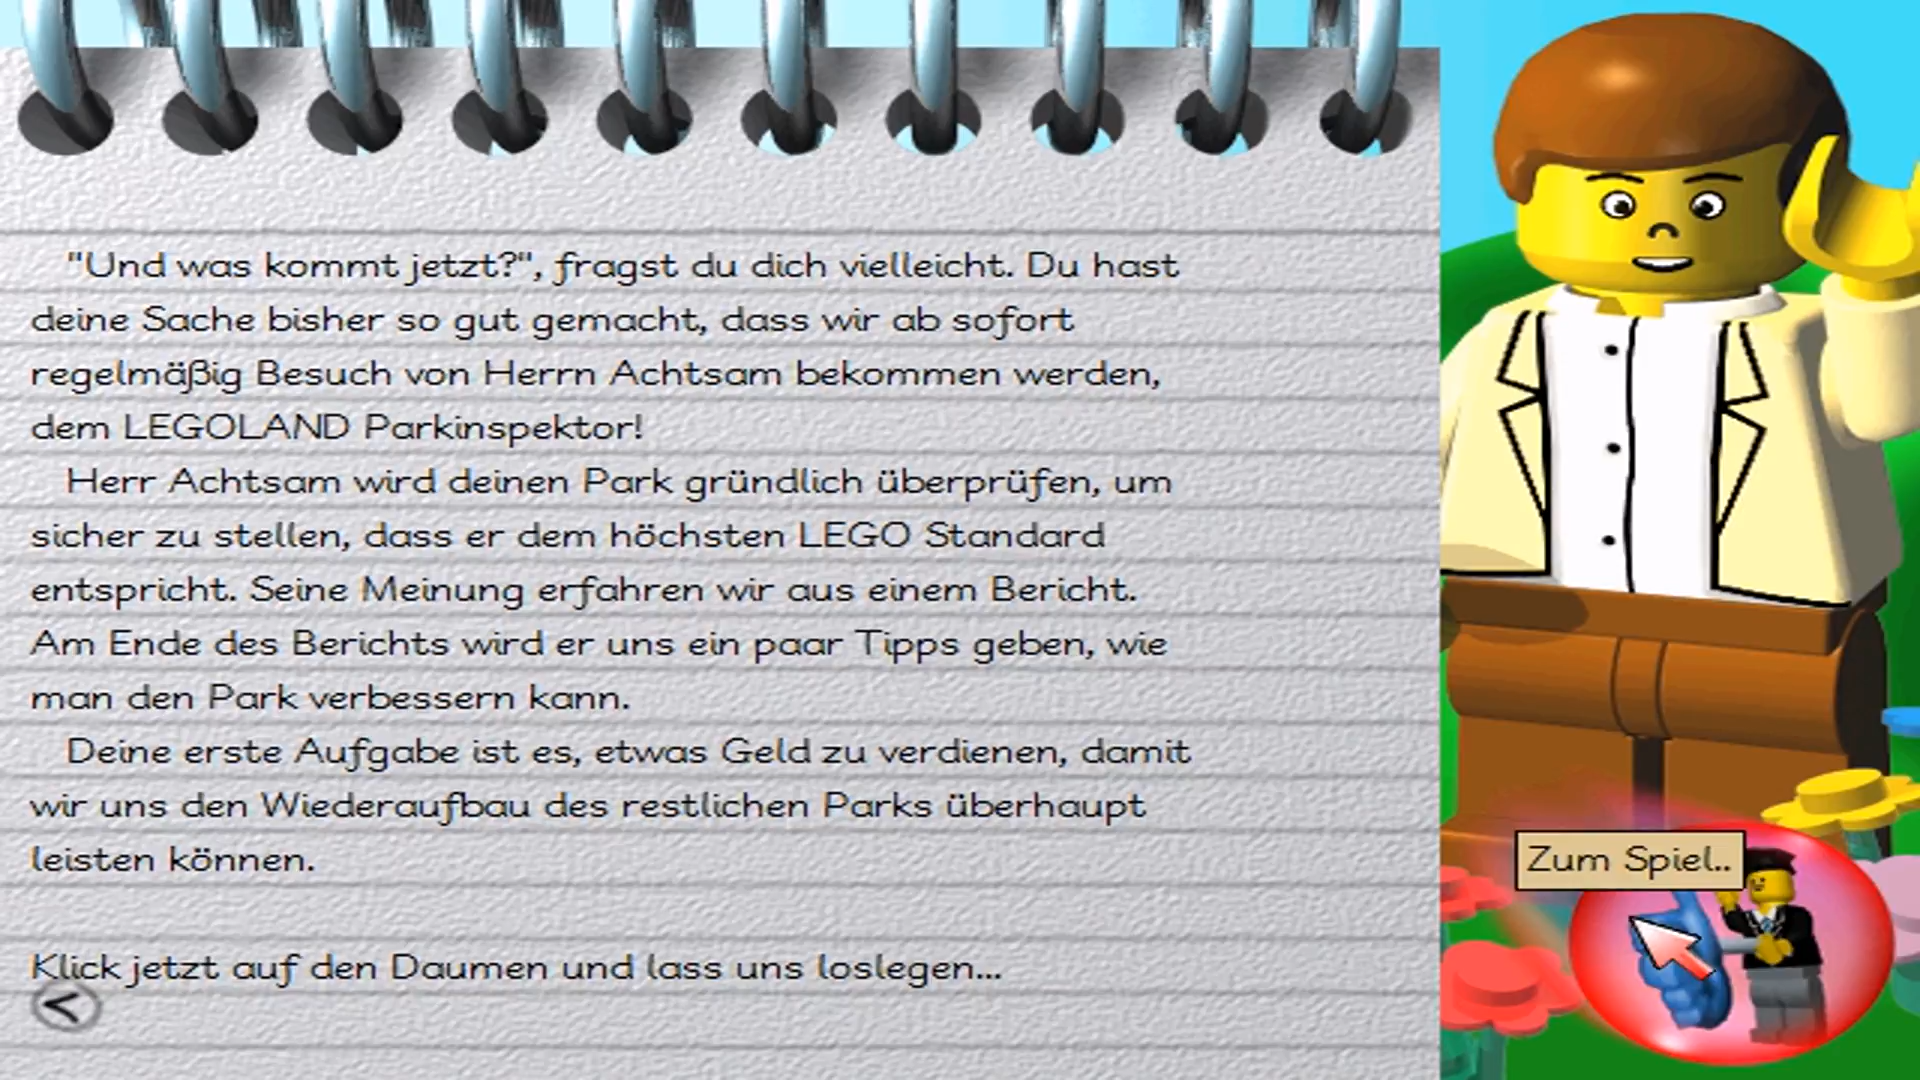 "Und was kommt jetzt?", fragst du dich vielleicht. Du hast
deine Sache bisher so gut gemacht, dass wir ab sofort
regelmäßig Besuch von Herrn Achtsam bekommen werden,
dem LEGOLAND Parkinspektor!
Herr Achtsam wird deinen Park gründlich überprüfen, um
sicher zu stellen, dass er dem höchsten LEGO Standard
entspricht. Seine Meinung erfahren wir aus einem Bericht.
Am Ende des Berichts wird er uns ein paar Tipps geben, wie
man den Park verbessern kann.
Deine erste Aufgabe ist es, etwas Geld zu verdienen, damit
wir uns den Wiederaufbau des restlichen Parks überhaupt
leisten können.
Klick jetzt auf den Daumen und lass uns loslegen...
Zum Spiel..